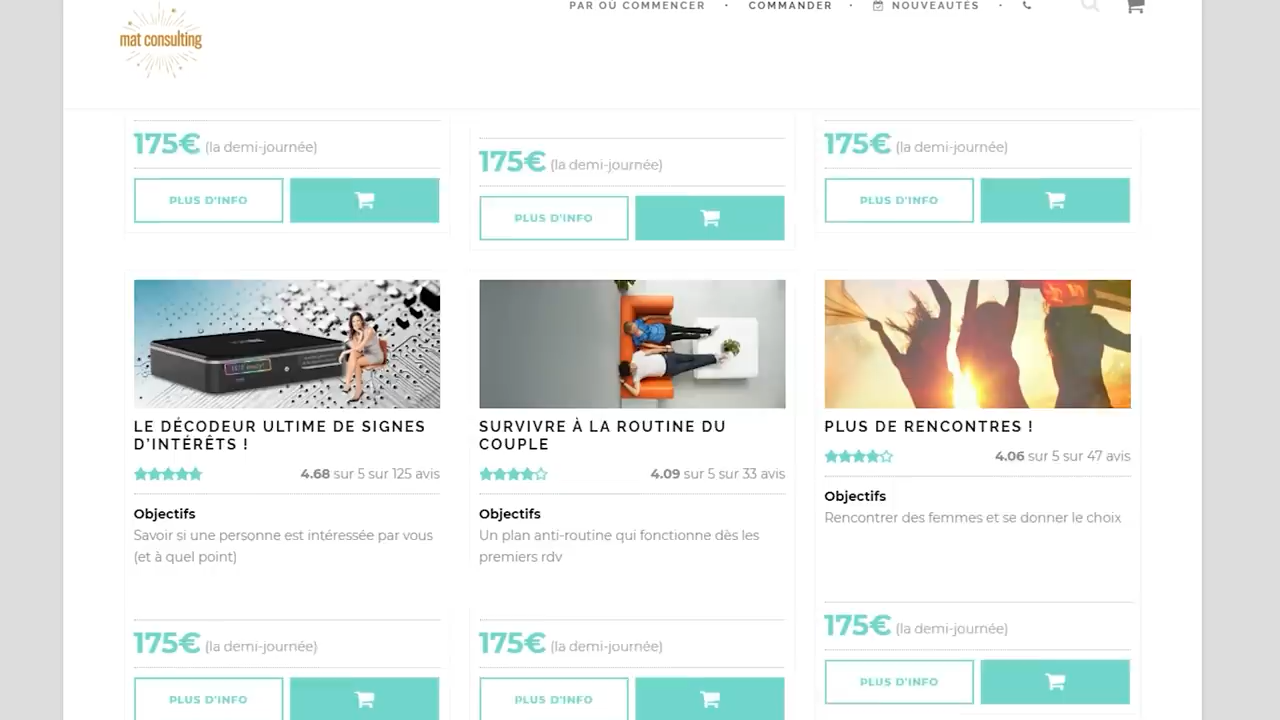 PAR OÙ COMMENCER • COMMANDER • NOUVEAUTÉS •
mat consulting
175€ (la demi-journée)
175€ (la demi-journée)
175€ (la demi-journée)
PLUS D'INFO
PLUS D'INFO
PLUS D'INFO
LE DÉCODEUR ULTIME DE SIGNES
D'INTÉRÊTS !
4.68 sur 5 sur 125 avis
Objectifs
Savoir si une personne est intéressée par vous
(et à quel point)
175€ (la demi-journée)
PLUS D'INFO
SURVIVRE À LA ROUTINE DU
COUPLE
4.09 sur 5 sur 33 avis
Objectifs
Un plan anti-routine qui fonctionne dès les
premiers rdv
175€ (la demi-journée)
PLUS D'INFO
PLUS DE RENCONTRES !
4.06 sur 5 sur 47 avis
Objectifs
Rencontrer des femmes et se donner le choix
175€ (la demi-journée)
PLUS D'INFO